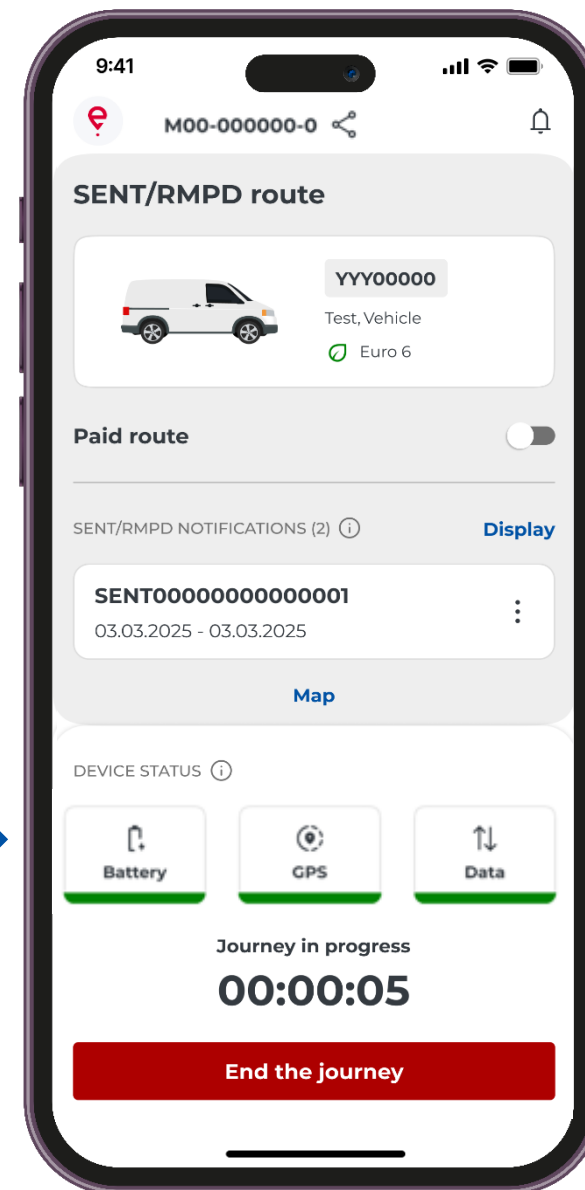 9:41
M00-000000-0
SENT/RMPD route
YYY00000
Test, Vehicle
Euro 6
Paid route
SENT/RMPD NOTIFICATIONS (2)
Display
SENT00000000000001
03.03.2025 - 03.03.2025
Map
DEVICE STATUS
Battery
GPS
Data
Journey in progress
00:00:05
End the journey